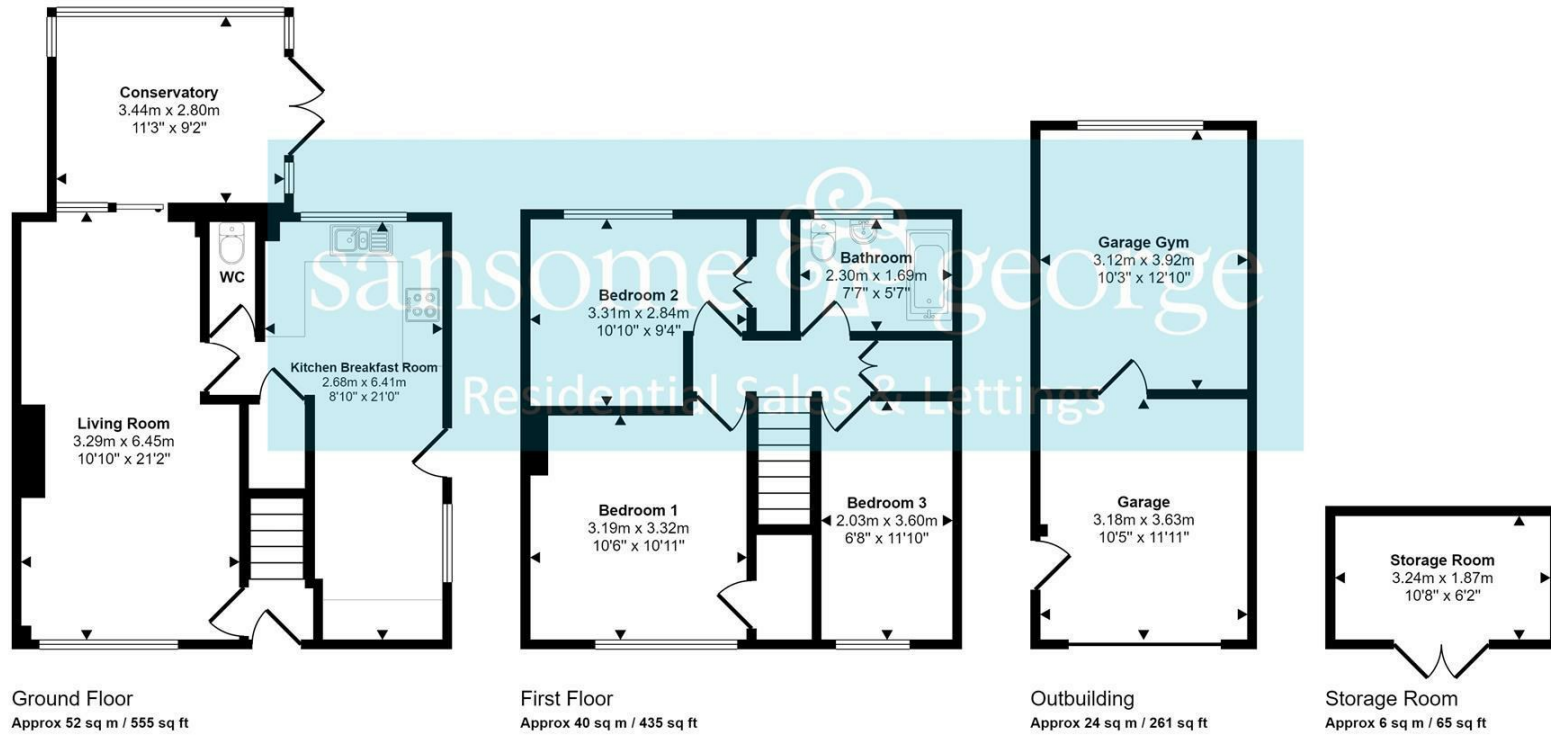 Conservatory
3.44m x 2.80m
11'3" x 9'2"
WC
Kitchen Breakfast Room
2.68m x 6.41m
8'10" x 21'0"
Living Room
3.29m x 6.45m
10'10" x 21'2"
Ground Floor
Approx 52 sq m / 555 sq ft
Bedroom 2
3.31m x 2.84m
10'10" x 9'4"
Bathroom
2.30m x 1.69m
7'7" x 5'7"
Bedroom 1
3.19m x 3.32m
10'6" x 10'11"
Bedroom 3
2.03m x 3.60m
6'8" x 11'10"
First Floor
Approx 40 sq m / 435 sq ft
Garage Gym
3.12m x 3.92m
10'3" x 12'10"
Garage
3.18m x 3.63m
10'5" x 11'11"
Outbuilding
Approx 24 sq m / 261 sq ft
Storage Room
3.24m x 1.87m
10'8" x 6'2"
Storage Room
Approx 6 sq m / 65 sq ft
sansome & george
Residential Sales & Lettings